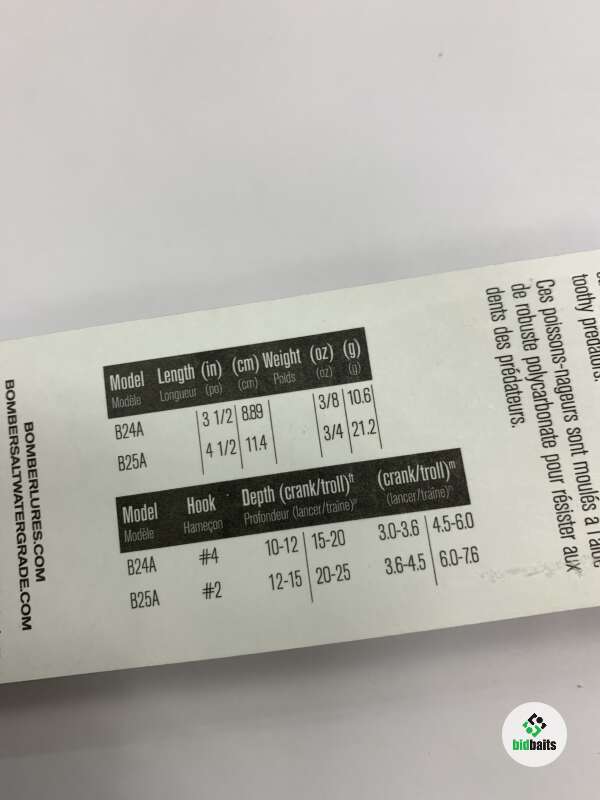 Model Length (in) (cm) Weight (oz) (g)
Modèle Longueur (po) (cm) Poids (oz) (g)
B24A 3 1/2 8.89 3/8 10.6
B25A 4 1/2 11.4 3/4 21.2
Model Hook Depth (crank/troll)ft (crank/troll)m
Modèle Hameçon Profondeur (lancer/traîne)pi (lancer/traîne)m
B24A #4 10-12 15-20 3.0-3.6 4.5-6.0
B25A #2 12-15 20-25 3.6-4.5 6.0-7.6
BOMBERLURES.COM
BOMBERSALTWATERGRADE.COM
toothy predators.
Ces poissons-nageurs sont moulés à l'aide
de robuste polycarbonate pour résister aux
dents des prédateurs.
bidbaits